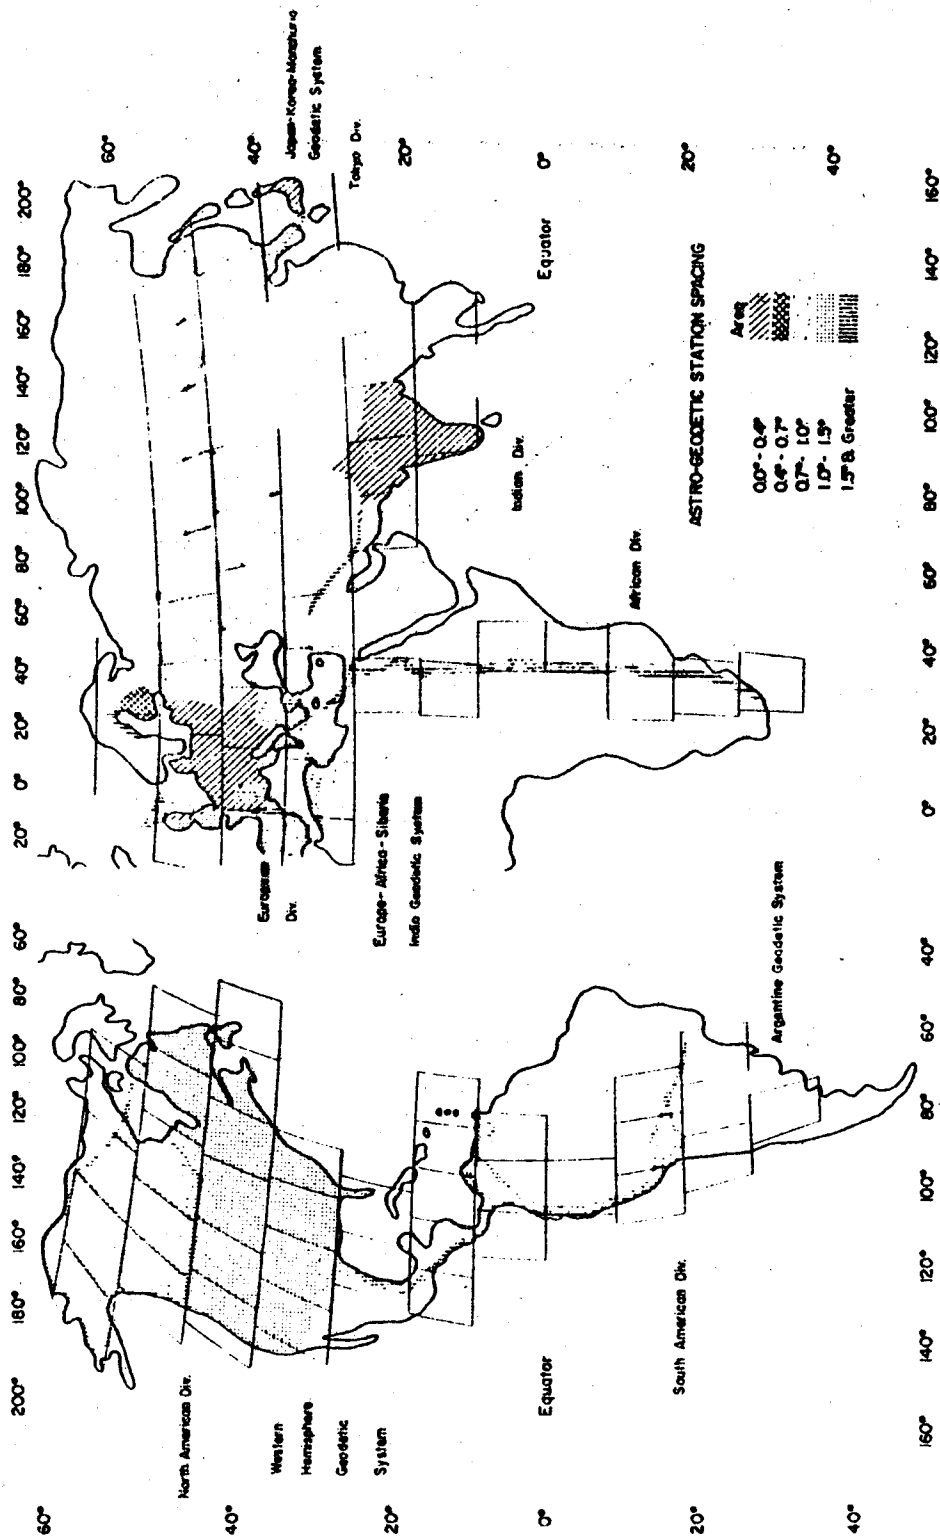 200° 180° 160° 140° 120° 100° 80° 60° 20° 0° 20° 40° 60° 80° 100° 120° 140° 160° 180° 200°
60°
40°
20°
0°
20°
40°
North American Div.
Western
Hemisphere
Geodetic
System
Equator
South American Div.
Argentine Geodetic System
European
Div.
Europe-Africa-Siberia
India Geodetic System
African Div.
Indian Div.
Equator
Japan-Korea-Manchuria
Geodetic System
Tokyo Div.
60°
40°
20°
0°
20°
40°
ASTRO-GEODETIC STATION SPACING
Area
0.0° - 0.4°
0.4° - 0.7°
0.7° - 1.0°
1.0° - 1.5°
1.5° & Greater
160° 140° 120° 100° 80° 60° 40° 0° 20° 40° 60° 80° 100° 120° 140° 160°